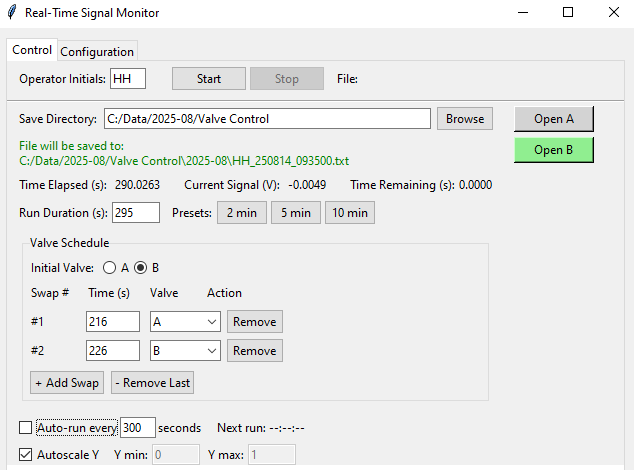 Real-Time Signal Monitor
Control Configuration
Operator Initials: HH Start Stop File:
Save Directory: C:/Data/2025-08/Valve Control Browse Open A
File will be saved to:
C:/Data/2025-08/Valve Control\2025-08\HH_250814_093500.txt Open B
Time Elapsed (s): 290.0263 Current Signal (V): -0.0049 Time Remaining (s): 0.0000
Run Duration (s): 295 Presets: 2 min 5 min 10 min
Valve Schedule
Initial Valve: A B
Swap # Time (s) Valve Action
#1 216 A Remove
#2 226 B Remove
+ Add Swap - Remove Last
Auto-run every 300 seconds Next run: --:--:--
Autoscale Y Y min: 0 Y max: 1